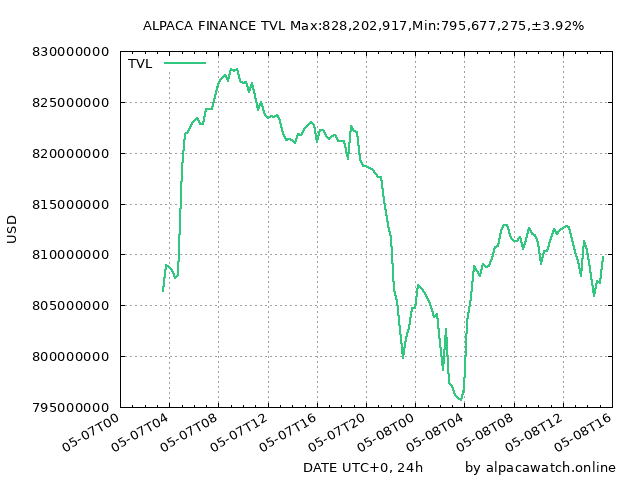 ALPACA FINANCE TVL Max:828,202,917,Min:795,677,275,±3.92%
830000000
TVL
825000000
820000000
815000000
USD
810000000
805000000
800000000
795000000
05-07T00
05-07T04
05-07T08
05-07T12
05-07T16
05-07T20
05-08T00
05-08T04
05-08T08
05-08T12
05-08T16
DATE UTC+0, 24h
by alpacawatch.online